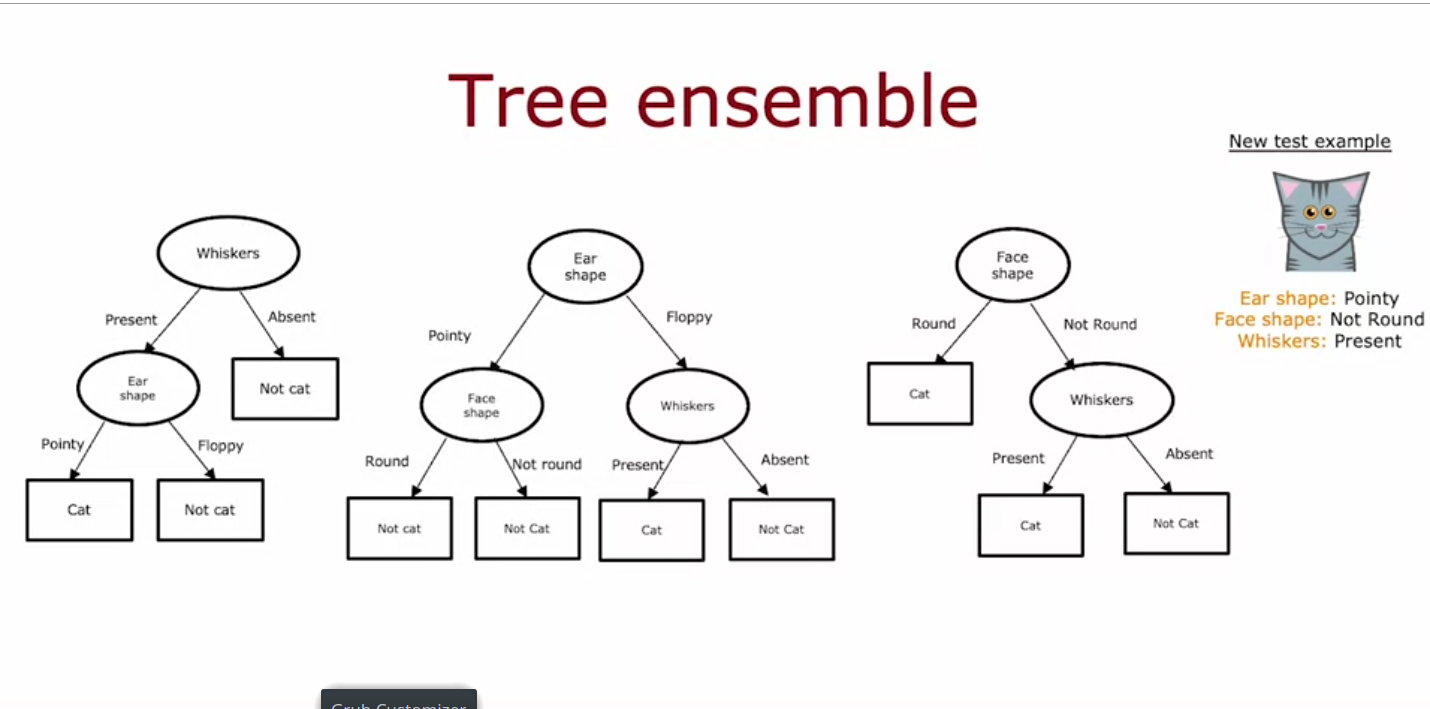 Tree ensemble
New test example
Ear shape: Pointy
Face shape: Not Round
Whiskers: Present
Whiskers
Present
Absent
Ear
shape
Not cat
Pointy
Floppy
Cat
Not cat
Ear
shape
Pointy
Floppy
Face
shape
Whiskers
Round
Not round
Present
Absent
Not cat
Not Cat
Cat
Not Cat
Face
shape
Round
Not Round
Cat
Whiskers
Present
Absent
Cat
Not Cat
Grub Customizer